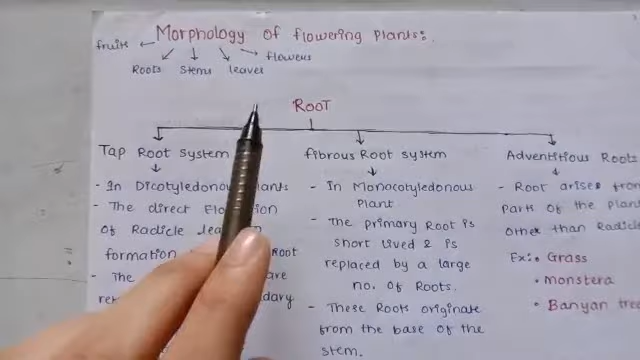 Morphology of flowering Plants:
fruits
Roots Stems leaves flowers
ROOT
Tap Root System
- In Dicotyledonous Plants
- The direct
of Radicle
formation Root
- The are
fibrous Root system
- In Monocotyledonous
Plant
- The primary Root is
short lived & is
replaced by a large
no. of Roots.
- These Roots originate
from the base of the
stem.
Adventitious Roots
- Root arises from
parts of the Plant
other than Radicle
Ex:. Grass
• monstera
• Banyan tree